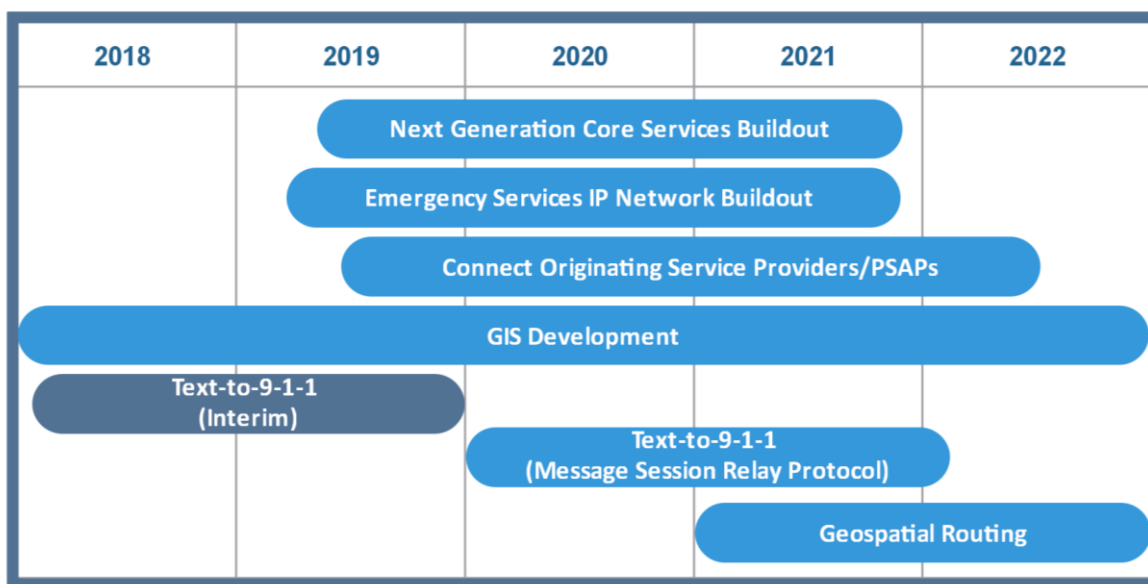 2018 2019 2020 2021 2022
Next Generation Core Services Buildout
Emergency Services IP Network Buildout
Connect Originating Service Providers/PSAPs
GIS Development
Text-to-9-1-1
(Interim)
Text-to-9-1-1
(Message Session Relay Protocol)
Geospatial Routing